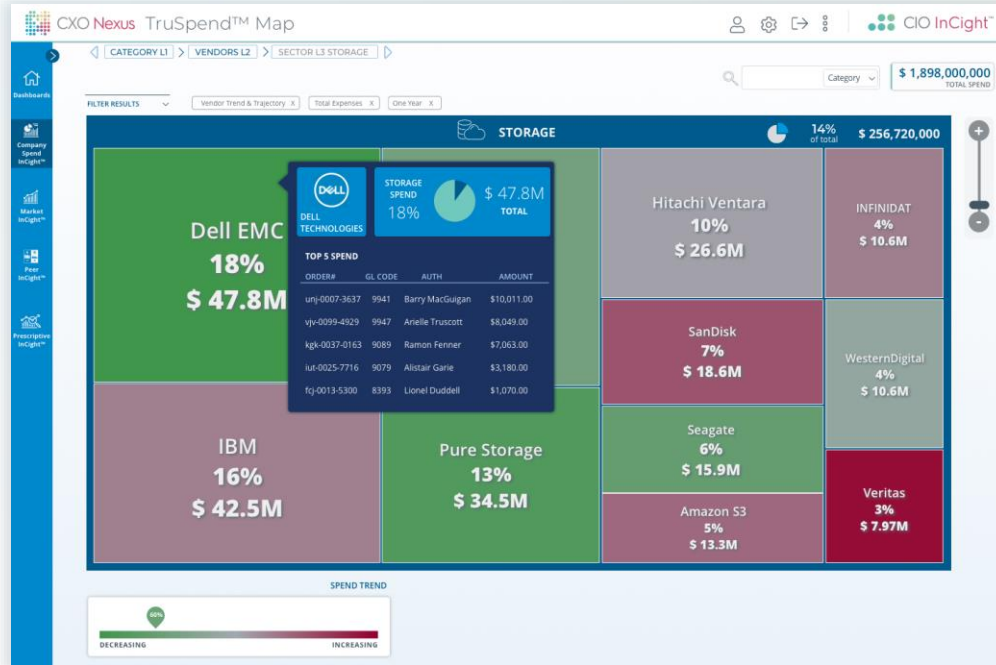 CXO Nexus TruSpend™ Map
CIO InCight™
CATEGORY L1 > VENDORS L2 > SECTOR L3 STORAGE
Category
$ 1,898,000,000
TOTAL SPEND
FILTER RESULTS
Vendor Trend & Trajectory X
Total Expenses X
One Year X
Dashboards
Company
Spend
InCight™
Market
InCight™
Peer
InCight™
Prescriptive
InCight™
STORAGE
14%
of total
$ 256,720,000
Dell EMC
18%
$ 47.8M
DELL
DELL
TECHNOLOGIES
STORAGE
SPEND
18%
$ 47.8M
TOTAL
TOP 5 SPEND
ORDER# GL CODE AUTH AMOUNT
unj-0007-3637 9941 Barry MacGuigan $10,011.00
vjv-0099-4929 9947 Arielle Truscott $8,049.00
kgk-0037-0163 9089 Ramon Fenner $7,063.00
iut-0025-7716 9079 Alistair Garie $3,180.00
fcj-0013-5300 8393 Lionel Duddell $1,070.00
Hitachi Ventara
10%
$ 26.6M
INFINIDAT
4%
$ 10.6M
SanDisk
7%
$ 18.6M
WesternDigital
4%
$ 10.6M
IBM
16%
$ 42.5M
Pure Storage
13%
$ 34.5M
Seagate
6%
$ 15.9M
Amazon S3
5%
$ 13.3M
Veritas
3%
$ 7.97M
SPEND TREND
60%
DECREASING
INCREASING